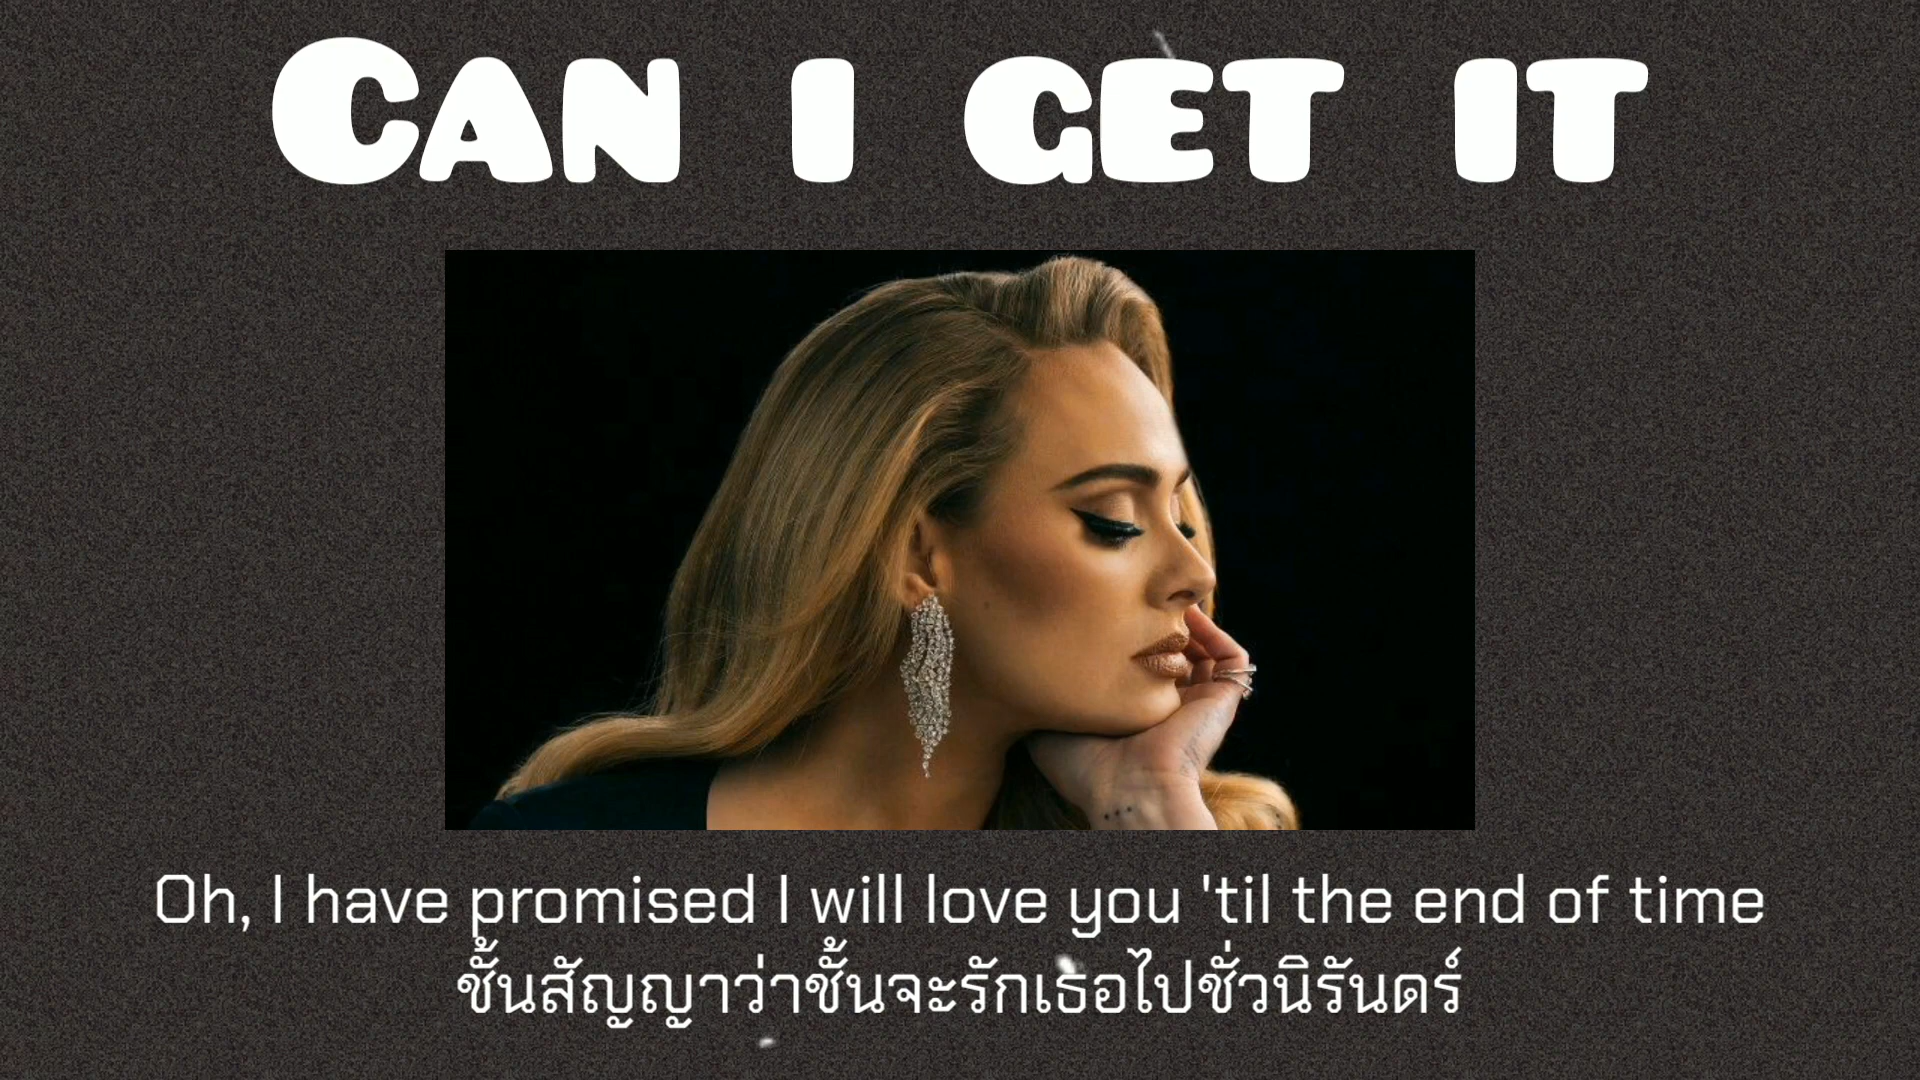 CAN I GET IT
Oh, I have promised I will love you 'til the end of time
ชั้นสัญญาว่าชั้นจะรักเธอไปชั่วนิรันดร์